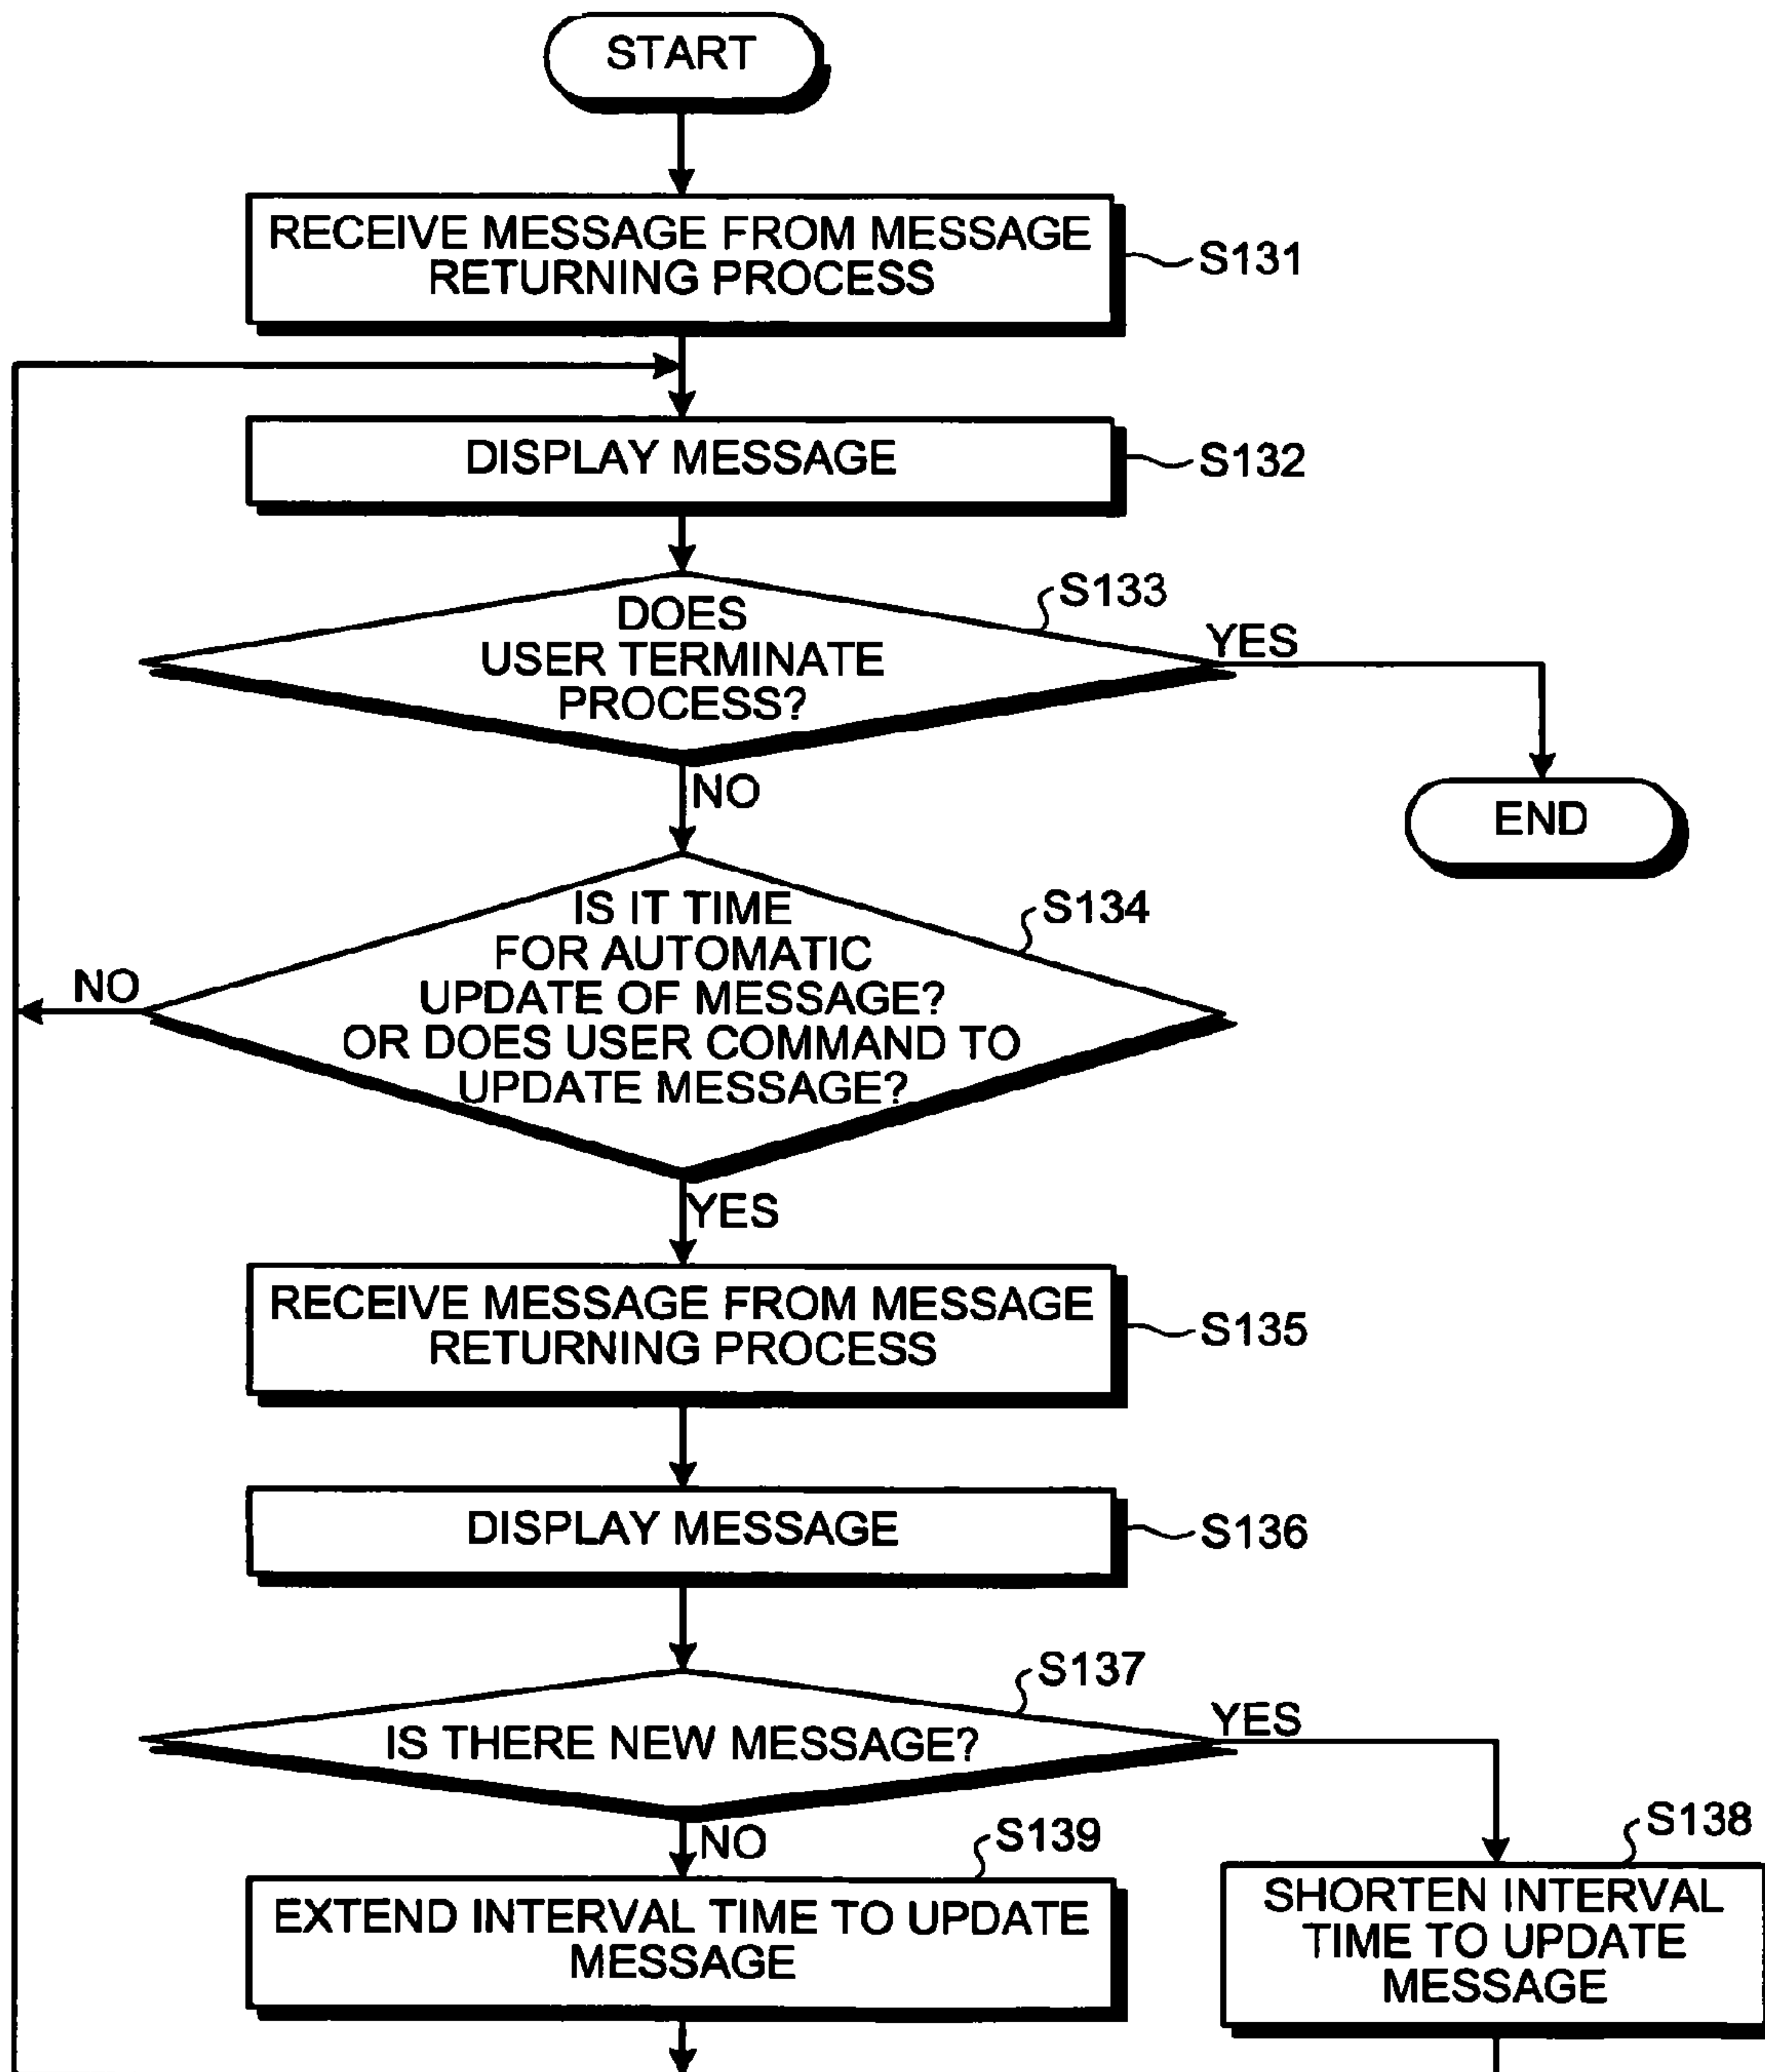 START
RECEIVE MESSAGE FROM MESSAGE
RETURNING PROCESS
S131
DISPLAY MESSAGE
S132
S133
DOES
USER TERMINATE
PROCESS?
YES
NO
END
S134
IS IT TIME
FOR AUTOMATIC
UPDATE OF MESSAGE?
OR DOES USER COMMAND TO
UPDATE MESSAGE?
NO
YES
RECEIVE MESSAGE FROM MESSAGE
RETURNING PROCESS
S135
DISPLAY MESSAGE
S136
S137
IS THERE NEW MESSAGE?
YES
NO
S139
EXTEND INTERVAL TIME TO UPDATE
MESSAGE
S138
SHORTEN INTERVAL
TIME TO UPDATE
MESSAGE